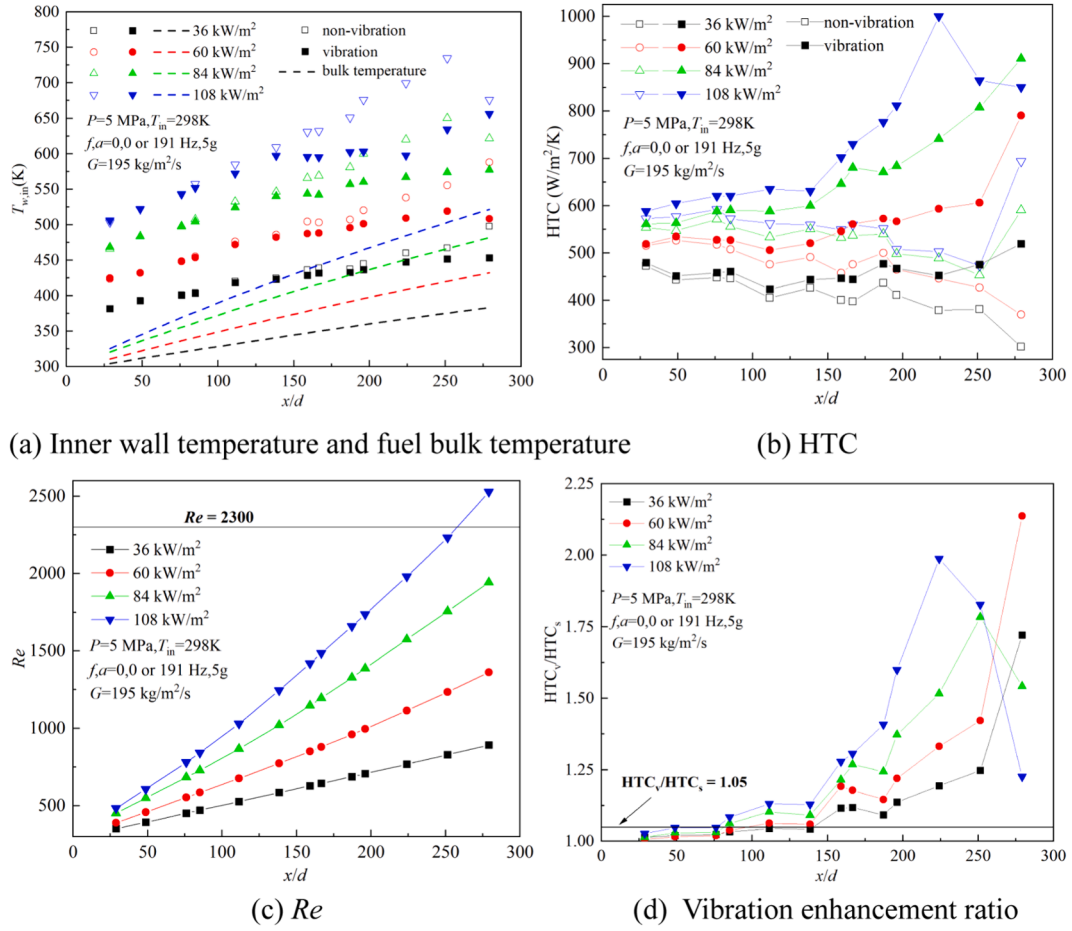 800
750
700
650
600
550
500
450
400
350
300
T_w,in(K)
36 kW/m²
60 kW/m²
84 kW/m²
108 kW/m²
non-vibration
vibration
bulk temperature
P=5 MPa,T_in=298K
f,a=0,0 or 191 Hz,5g
G=195 kg/m²/s
0 50 100 150 200 250 300
x/d
(a) Inner wall temperature and fuel bulk temperature
1000
900
800
700
600
500
400
300
HTC (W/m²/K)
36 kW/m²
60 kW/m²
84 kW/m²
108 kW/m²
non-vibration
vibration
P=5 MPa,T_in=298K
f,a=0,0 or 191 Hz,5g
G=195 kg/m²/s
0 50 100 150 200 250 300
x/d
(b) HTC
2500
2000
1500
1000
500
Re
Re = 2300
36 kW/m²
60 kW/m²
84 kW/m²
108 kW/m²
P=5 MPa,T_in=298K
f,a=0,0 or 191 Hz,5g
G=195 kg/m²/s
0 50 100 150 200 250 300
x/d
(c) Re
2.25
2.00
1.75
1.50
1.25
1.00
HTC_v/HTC_s
36 kW/m²
60 kW/m²
84 kW/m²
108 kW/m²
P=5 MPa,T_in=298K
f,a=0,0 or 191 Hz,5g
G=195 kg/m²/s
HTC_v/HTC_s = 1.05
0 50 100 150 200 250 300
x/d
(d) Vibration enhancement ratio